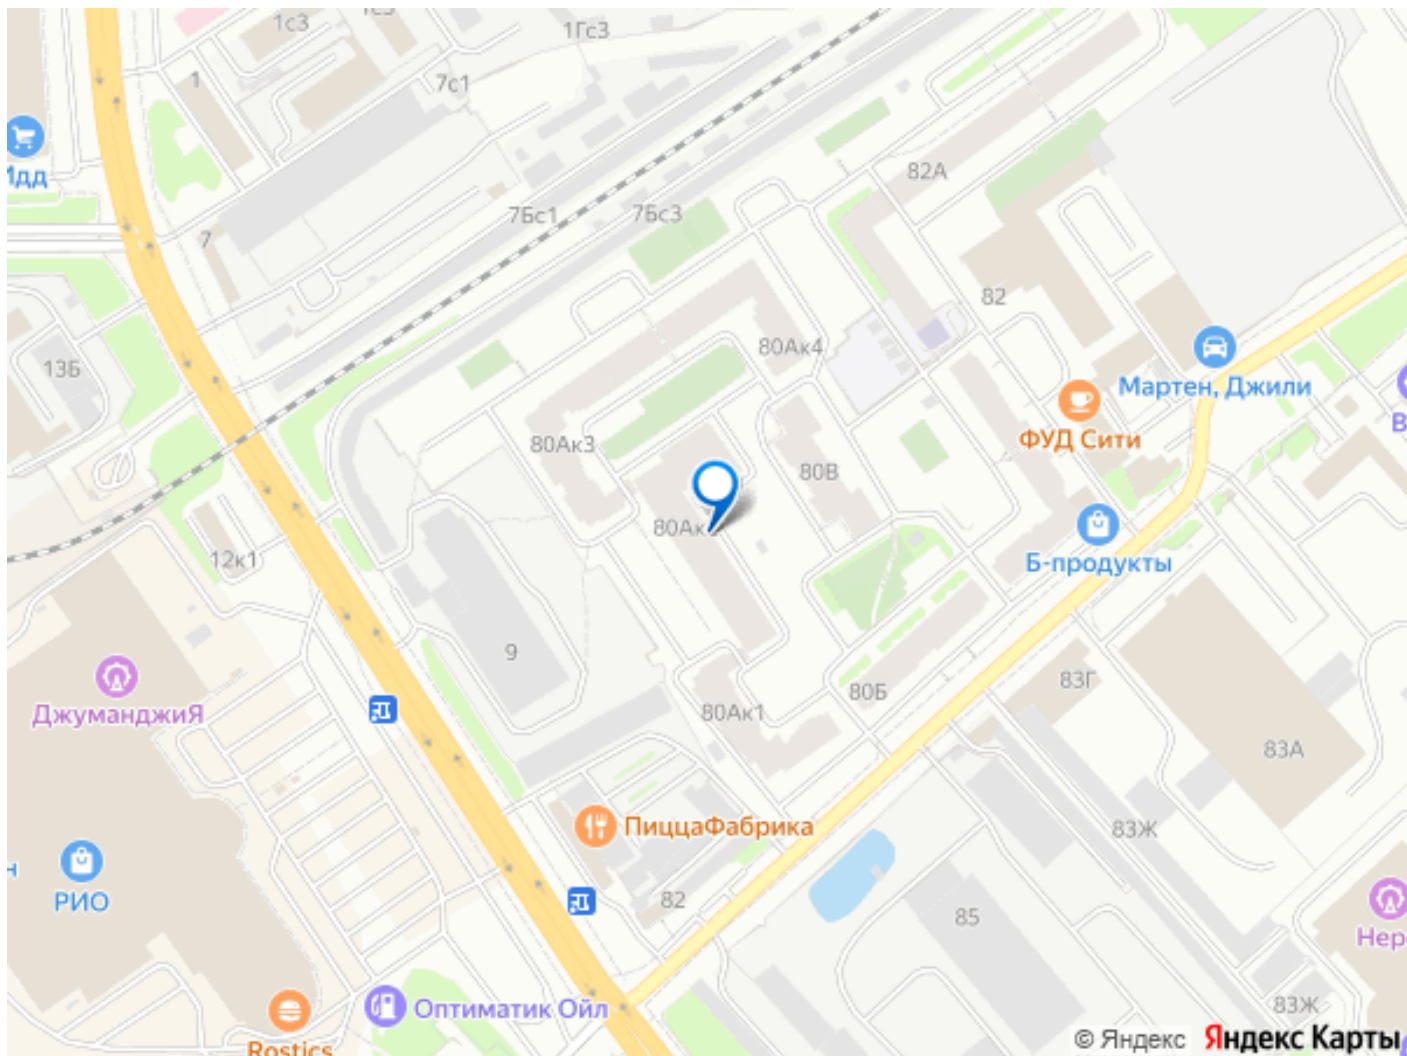 1с3
1Гс3
1
7с1
Идд
82А
7Бс1
7Бс3
7
82
80Ак4
13Б
Мартен, Джили
80Ак3
ФУД Сити
80В
80Ак
12к1
Б-продукты
9
83Г
ДжуманджиЯ
80Б
80Ак1
83А
ПиццаФабрика
83Ж
н
РИО
82
85
Нер
Оптиматик Ойл
83Ж
Rostics
© Яндекс Яндекс Карты